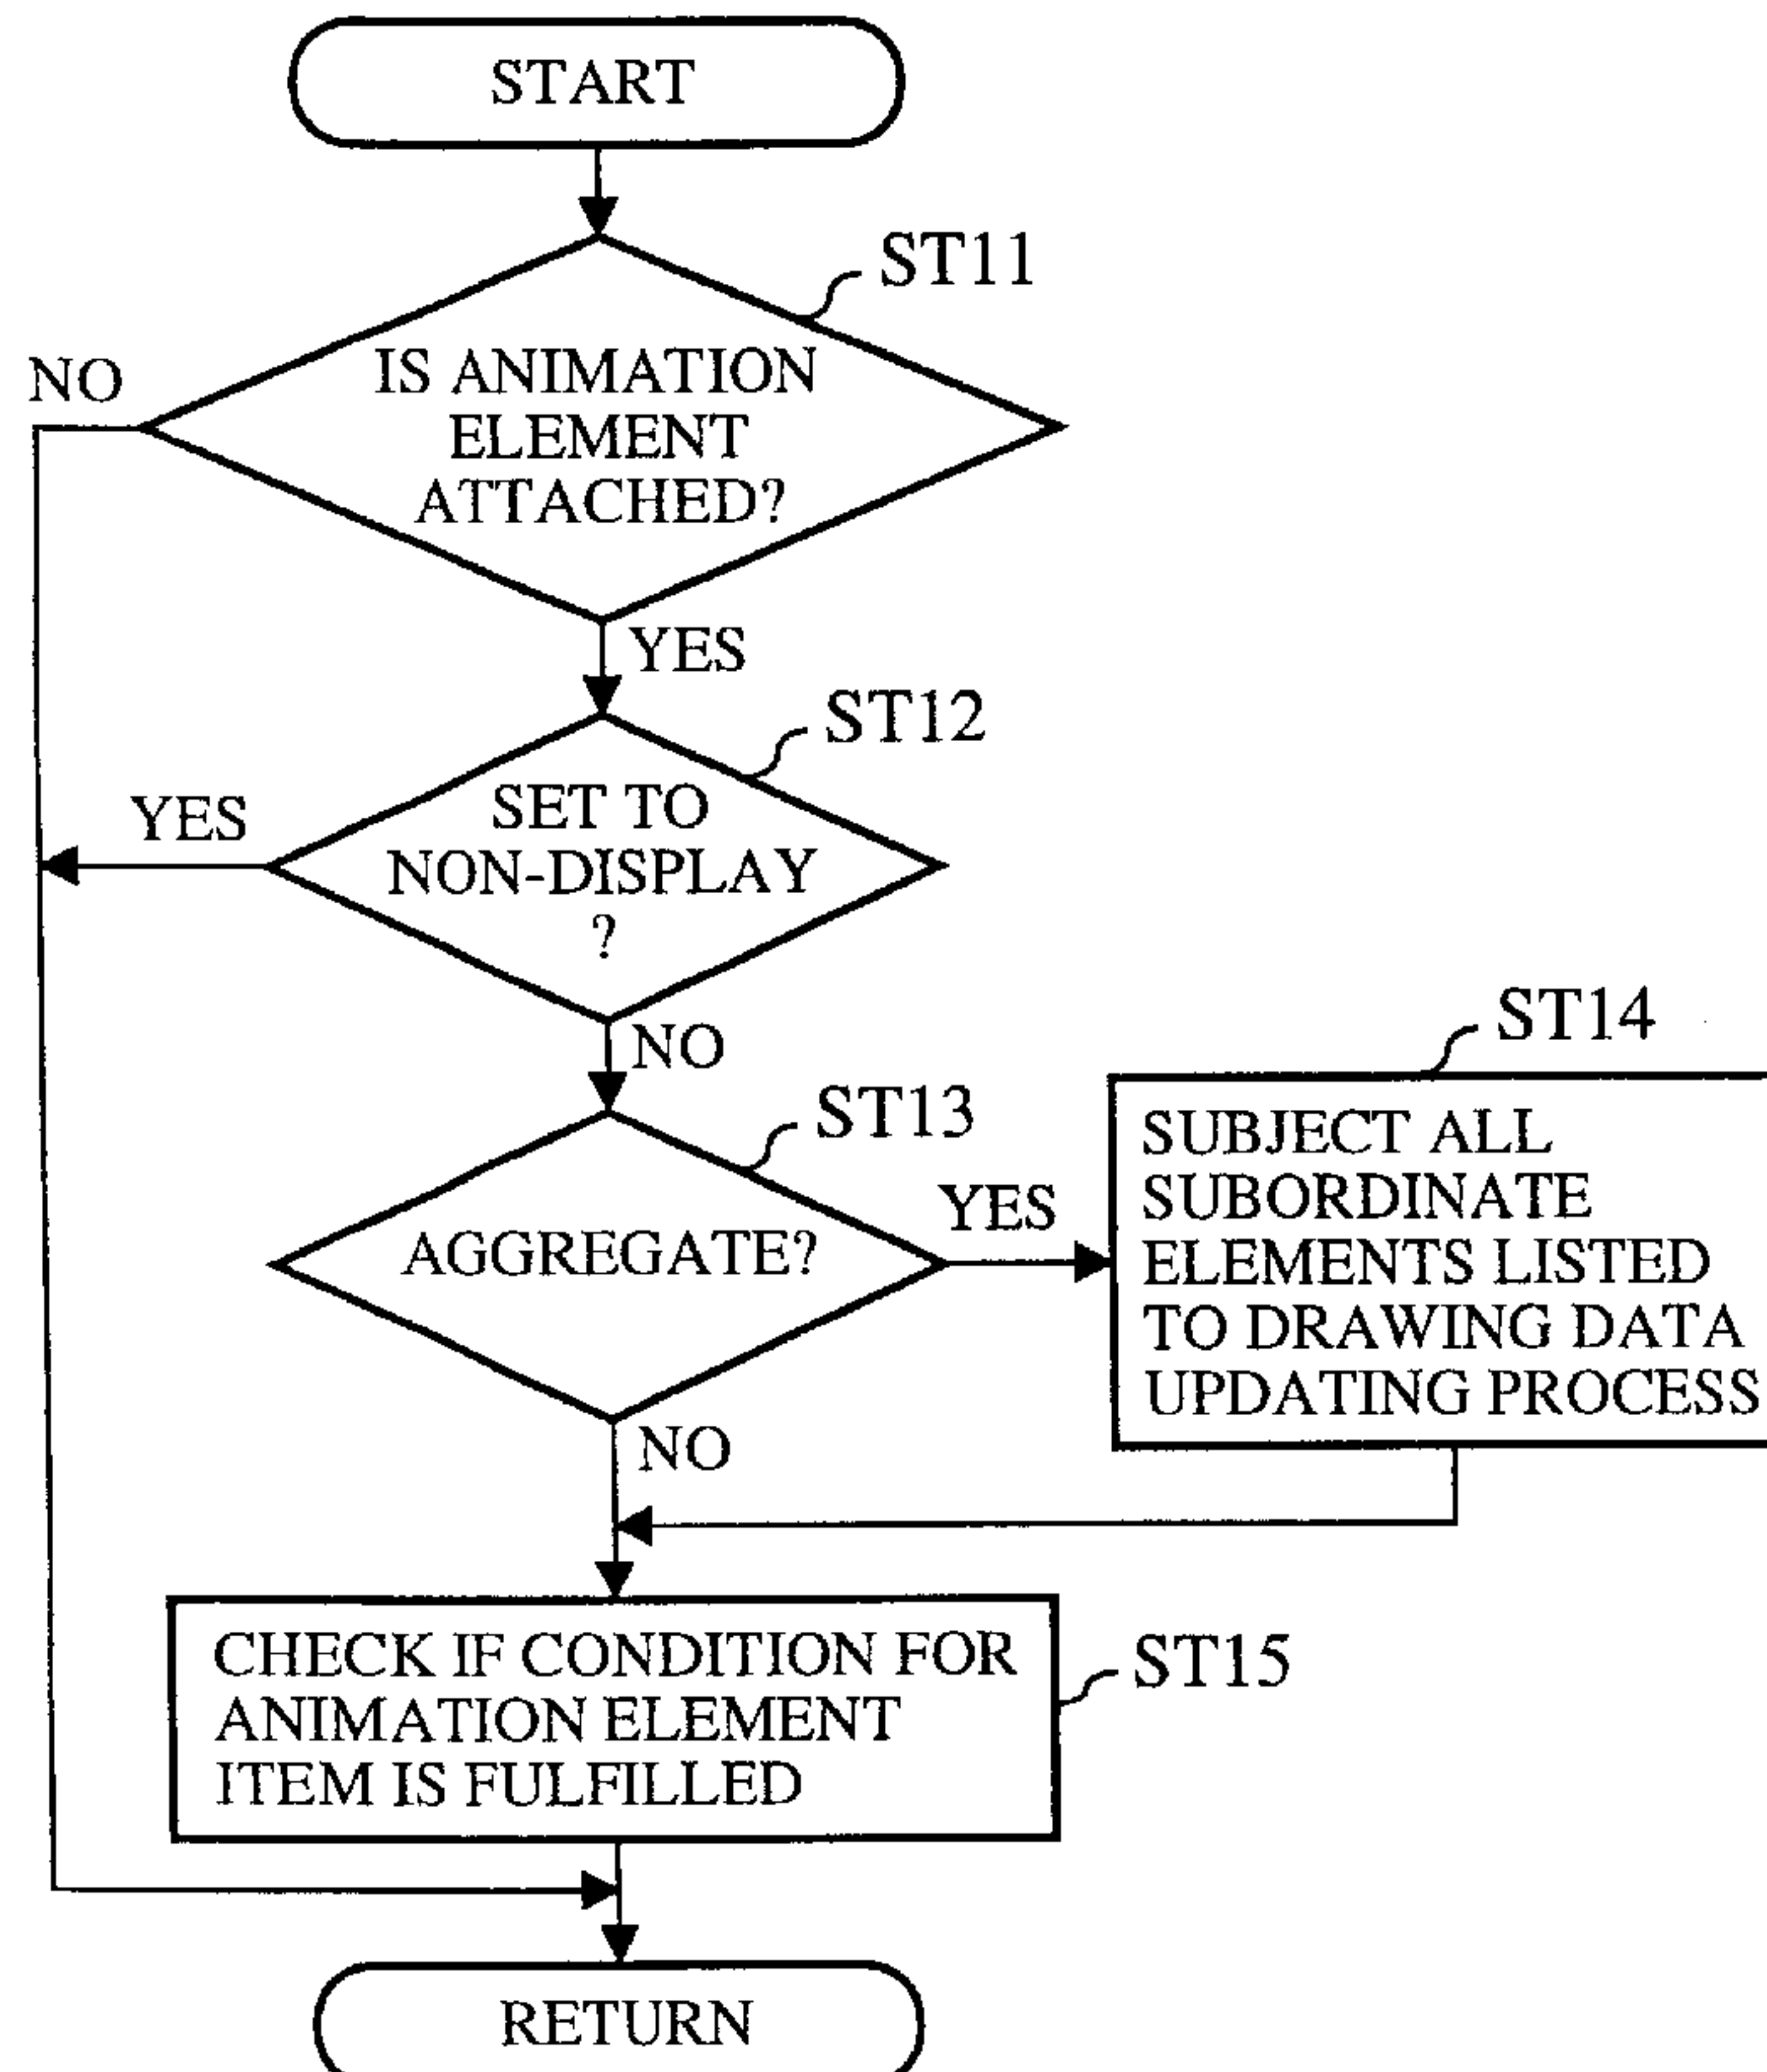 START
ST11
IS ANIMATION
ELEMENT
ATTACHED?
NO
YES
ST12
SET TO
NON-DISPLAY
?
YES
NO
ST13
AGGREGATE?
YES
ST14
SUBJECT ALL
SUBORDINATE
ELEMENTS LISTED
TO DRAWING DATA
UPDATING PROCESS
NO
CHECK IF CONDITION FOR
ANIMATION ELEMENT
ITEM IS FULFILLED
ST15
RETURN